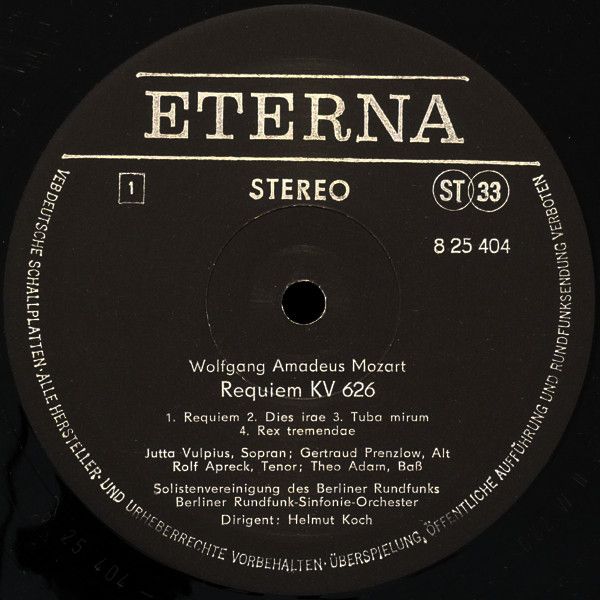 ETERNA
1
STEREO
ST 33
8 25 404
Wolfgang Amadeus Mozart
Requiem KV 626
1. Requiem 2. Dies irae 3. Tuba mirum
4. Rex tremendae
Jutta Vulpius, Sopran; Gertraud Prenzlow, Alt
Rolf Apreck, Tenor; Theo Adam, Baß
Solistenvereinigung des Berliner Rundfunks
Berliner Rundfunk-Sinfonie-Orchester
Dirigent: Helmut Koch
VEB DEUTSCHE SCHALLPLATTEN · ALLE HERSTELLER- UND URHEBERRECHTE VORBEHALTEN · ÜBERSPIELUNG, ÖFFENTLICHE AUFFÜHRUNG UND RUNDFUNKSENDUNG VERBOTEN
25 404